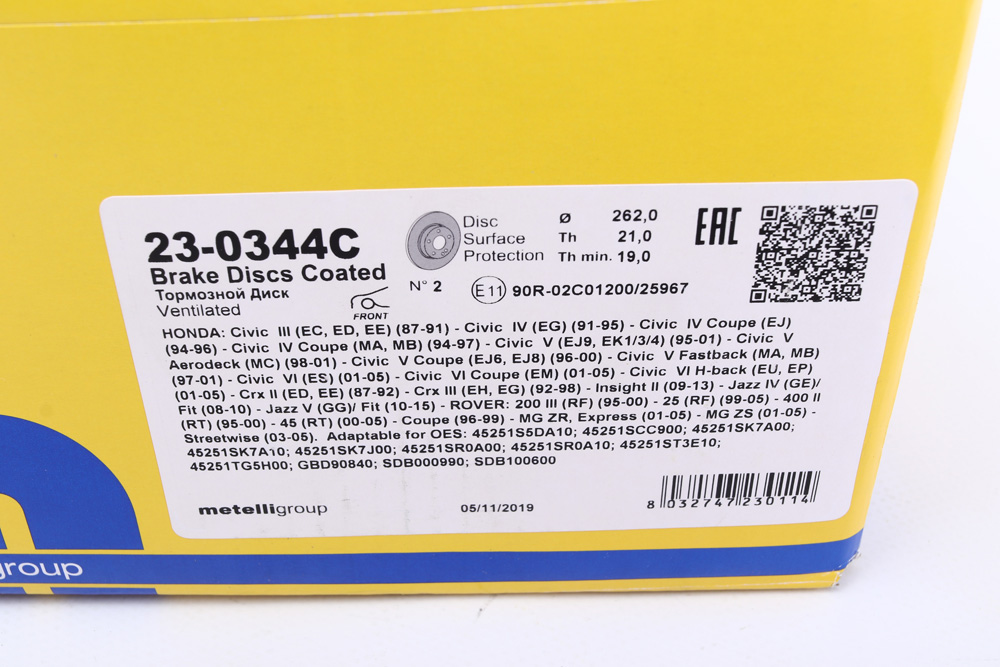 23-0344C
Brake Discs Coated
Тормозной Диск
Ventilated
FRONT
Disc
Surface
Protection
N° 2
Ø 262,0
Th 21,0
Th min. 19,0
E11 90R-02C01200/25967
EAC
HONDA: Civic III (EC, ED, EE) (87-91) - Civic IV (EG) (91-95) - Civic IV Coupe (EJ)
(94-96) - Civic IV Coupe (MA, MB) (94-97) - Civic V (EJ9, EK1/3/4) (95-01) - Civic V
Aerodeck (MC) (98-01) - Civic V Coupe (EJ6, EJ8) (96-00) - Civic V Fastback (MA, MB)
(97-01) - Civic VI (ES) (01-05) - Civic VI Coupe (EM) (01-05) - Civic VI H-back (EU, EP)
(01-05) - Crx II (ED, EE) (87-92) - Crx III (EH, EG) (92-98) - Insight II (09-13) - Jazz IV (GE)/
Fit (08-10) - Jazz V (GG)/ Fit (10-15) - ROVER: 200 III (RF) (95-00) - 25 (RF) (99-05) - 400 II
(RT) (95-00) - 45 (RT) (00-05) - Coupe (96-99) - MG ZR, Express (01-05) - MG ZS (01-05) -
Streetwise (03-05). Adaptable for OES: 45251S5DA10; 45251SCC900; 45251SK7A00;
45251SK7A10; 45251SK7J00; 45251SR0A00; 45251SR0A10; 45251ST3E10;
45251TG5H00; GBD90840; SDB000990; SDB100600
metelligroup
05/11/2019
8 032747 230114
group